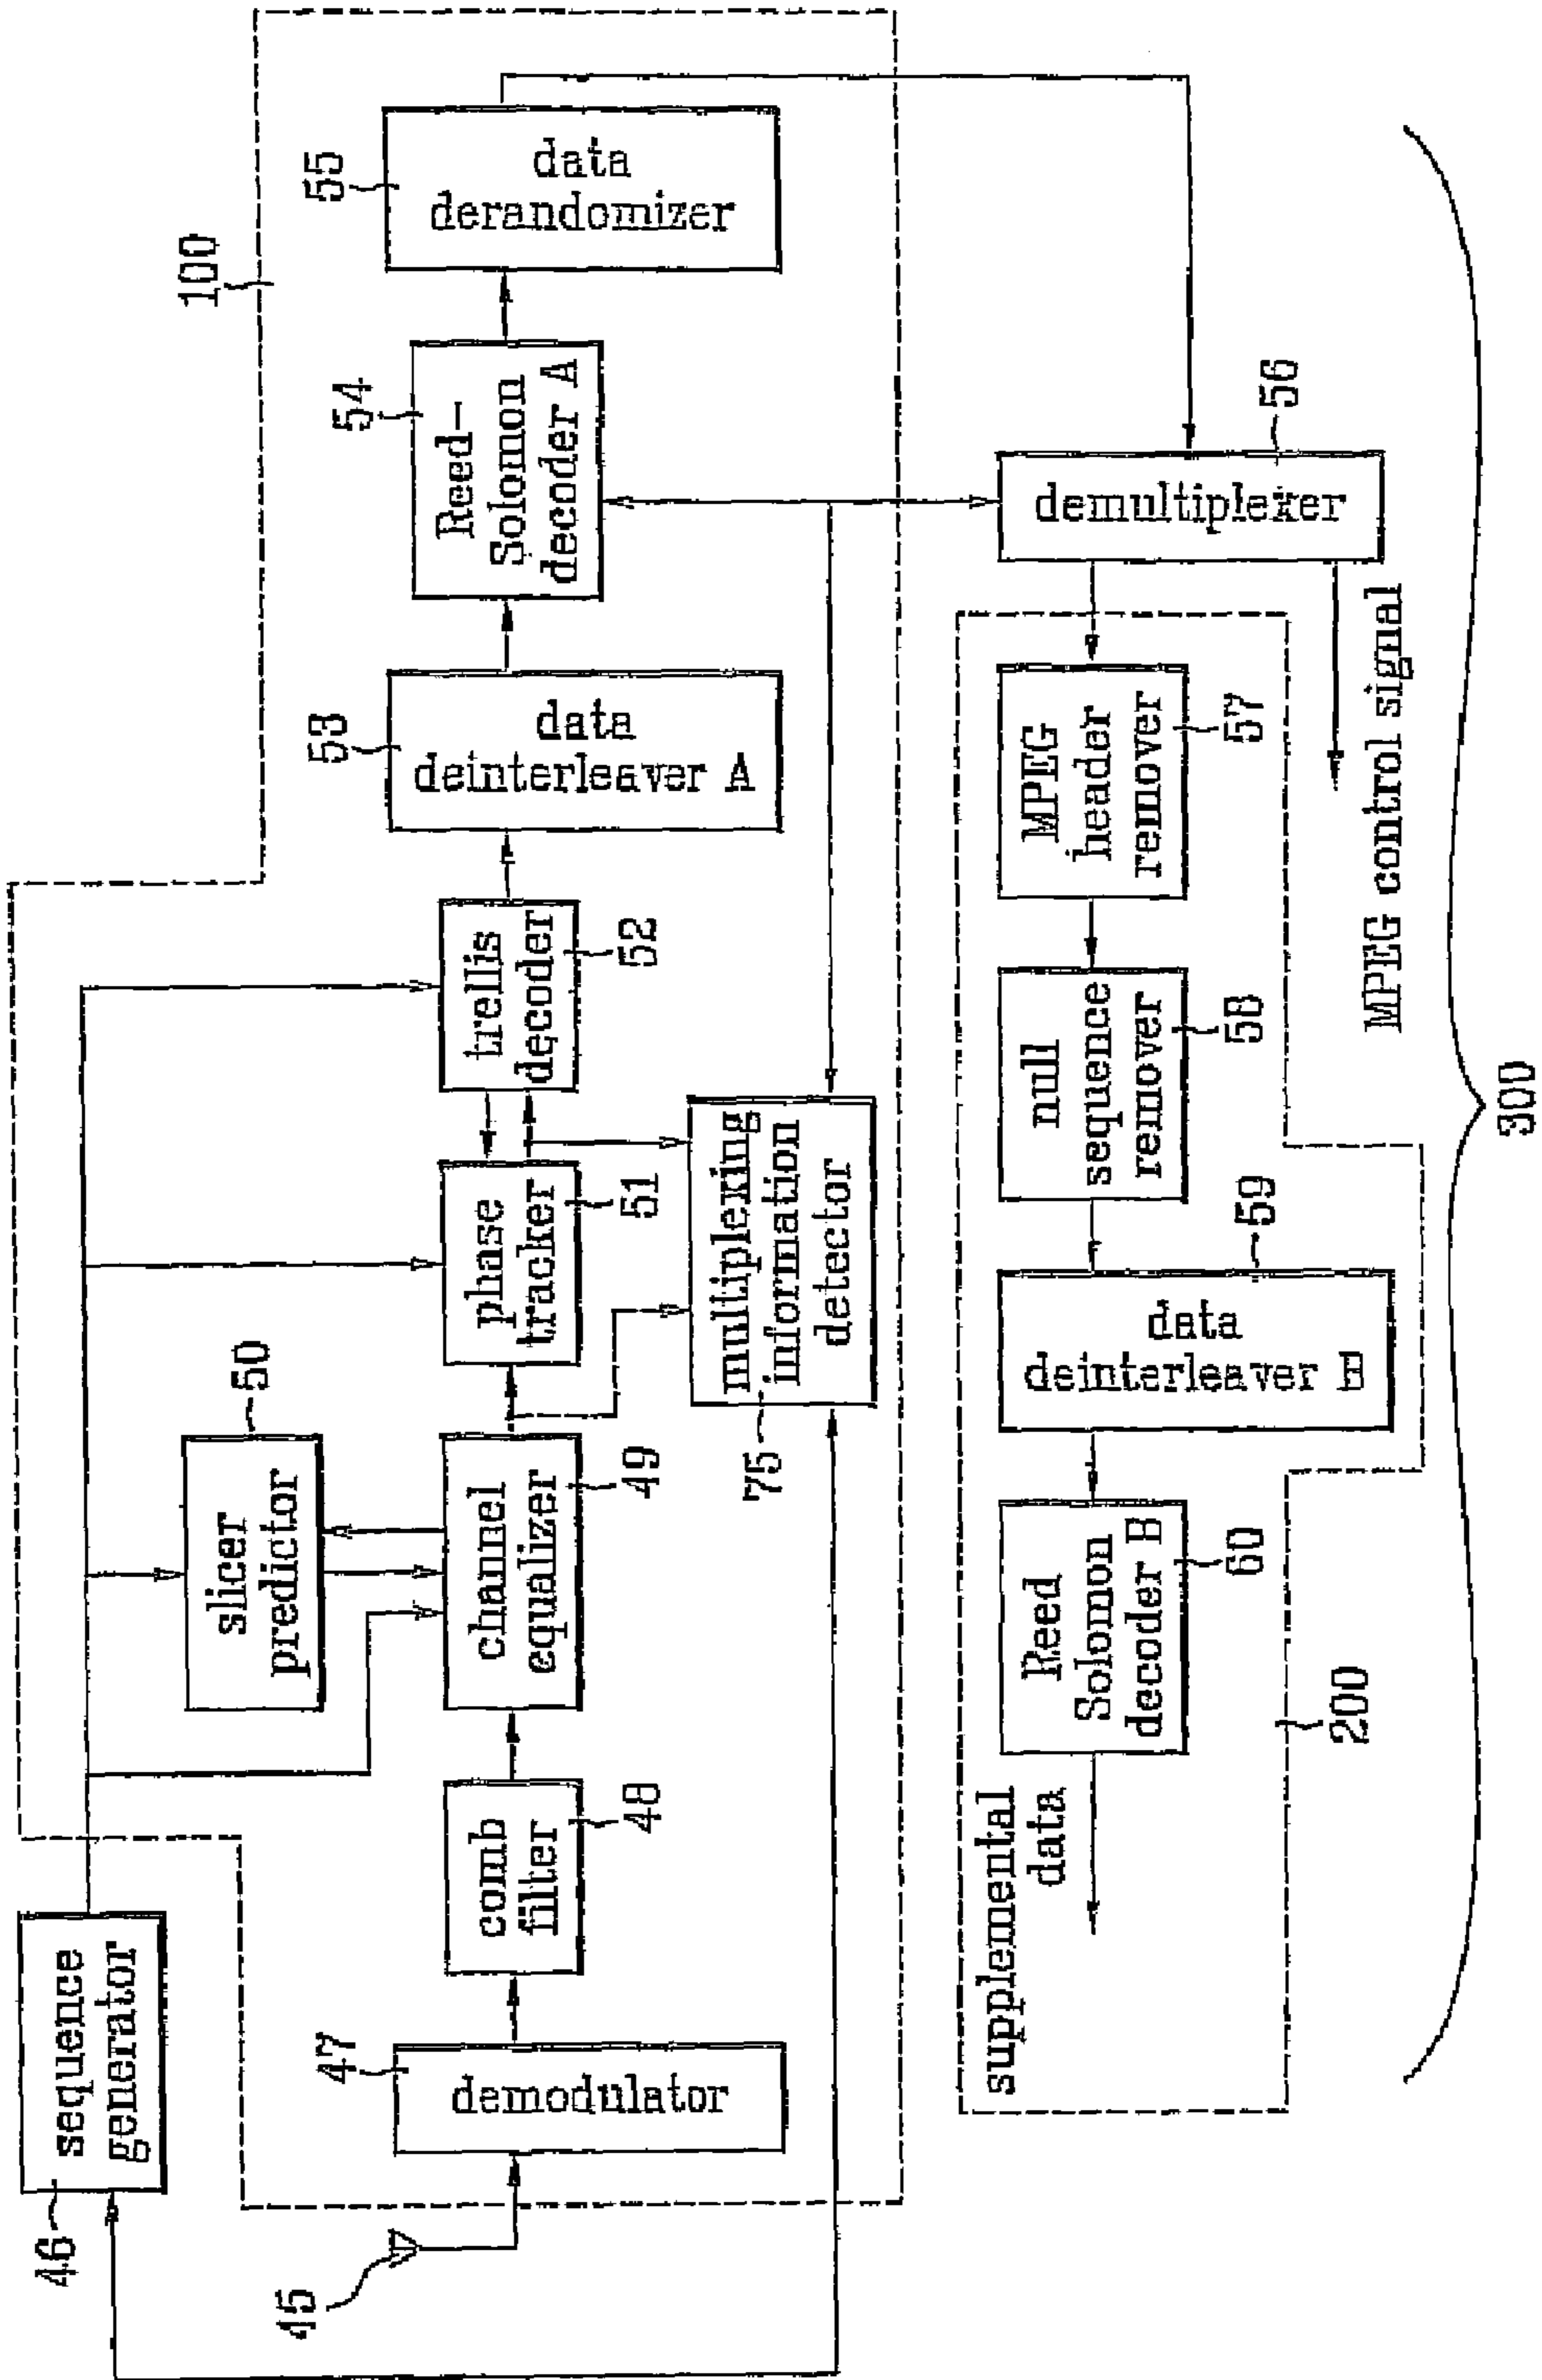 46
sequence
generator
100
slicer
predictor
50
45
47
demodulator
comb
filter
48
channel
equalizer
49
phase
tracker
51
trellis
decoder
52
53
data
deinterleaver A
54
Reed-
Solomon
decoder A
55
data
derandomizer
75
multiplexing
information
detector
supplemental
data
Reed
Solomon
decoder B
60
data
deinterleaver B
59
null
sequence
remover
58
MPEG
header
remover
57
demultiplexer
56
200
MPEG control signal
300